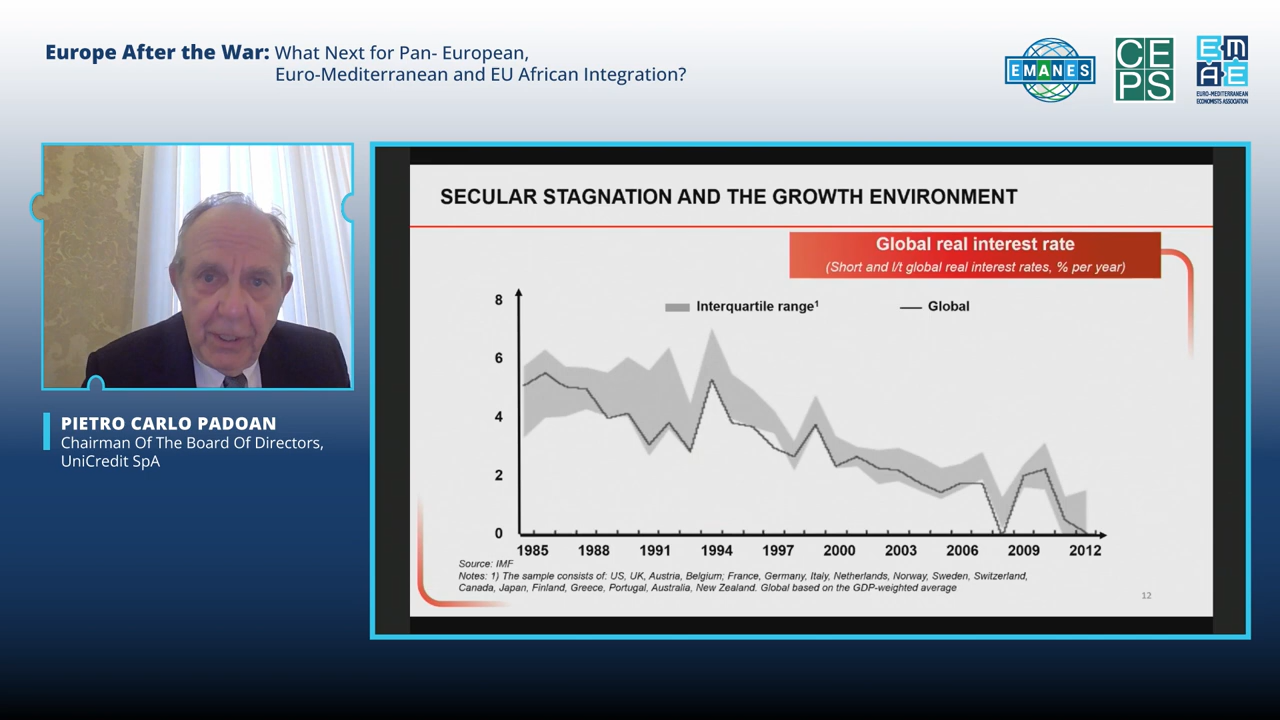 Europe After the War: What Next for Pan- European,
Euro-Mediterranean and EU African Integration?
EMANES
CE
PS
EM
AE
EURO-MEDITERRANEAN
ECONOMISTS ASSOCIATION
PIETRO CARLO PADOAN
Chairman Of The Board Of Directors,
UniCredit SpA
SECULAR STAGNATION AND THE GROWTH ENVIRONMENT
Global real interest rate
(Short and l/t global real interest rates, % per year)
Interquartile range¹
Global
8
6
4
2
0
1985 1988 1991 1994 1997 2000 2003 2006 2009 2012
Source: IMF
Notes: 1) The sample consists of: US, UK, Austria, Belgium; France, Germany, Italy, Netherlands, Norway, Sweden, Switzerland,
Canada, Japan, Finland, Greece, Portugal, Australia, New Zealand. Global based on the GDP-weighted average
12